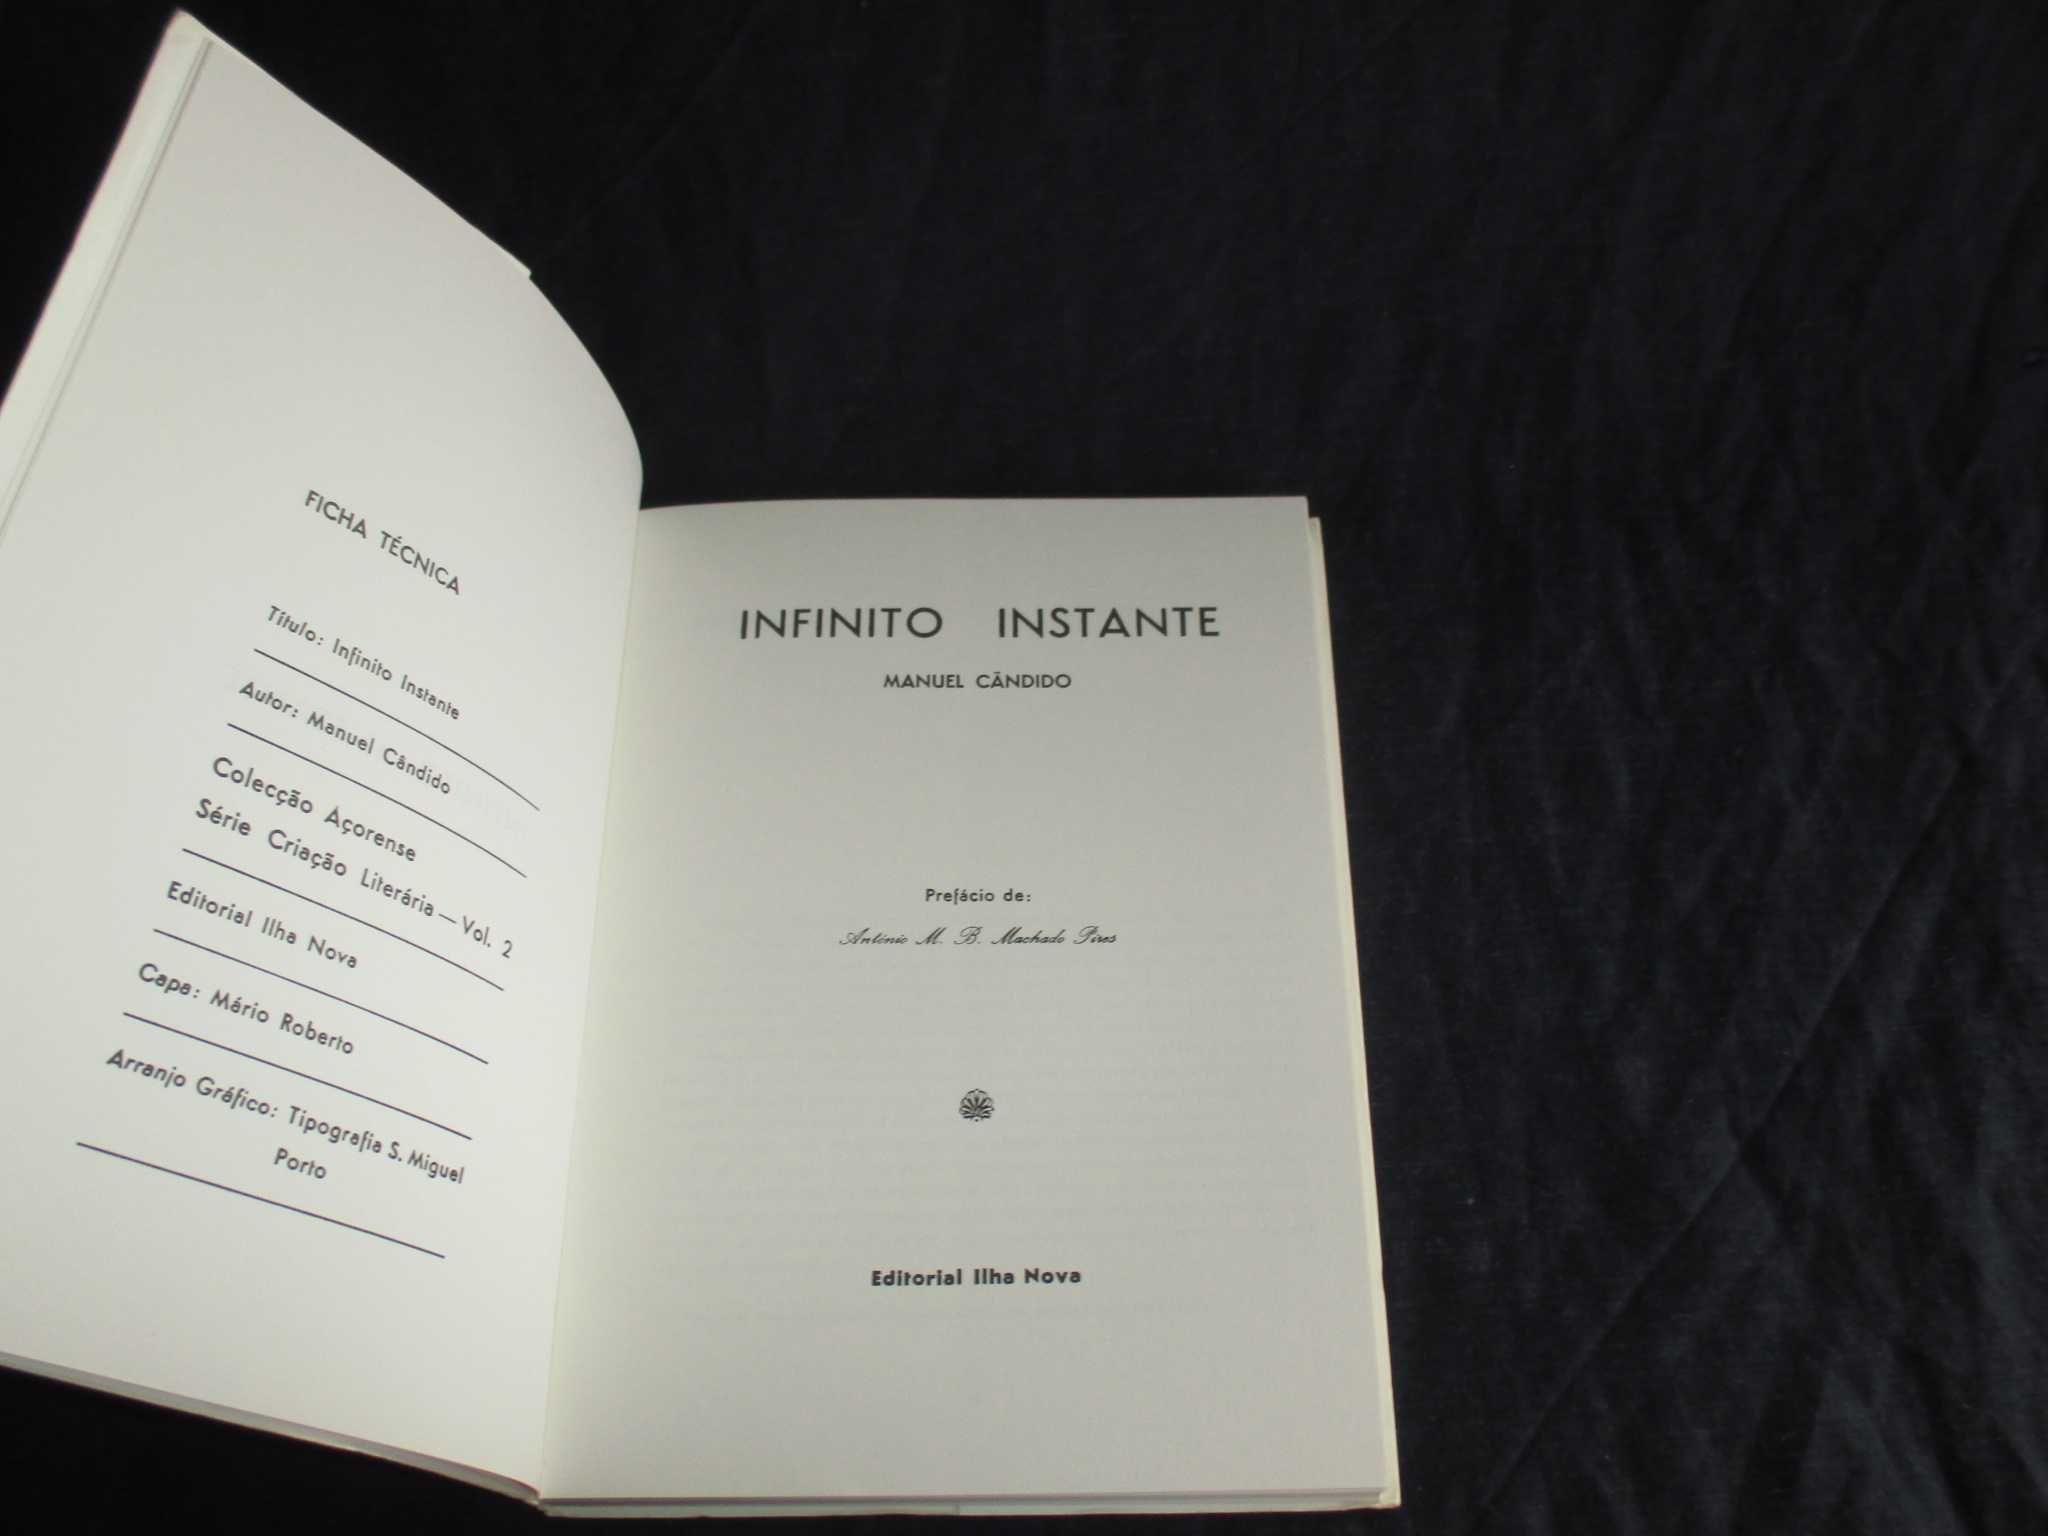 FICHA TÉCNICA
Título: Infinito Instante
Autor: Manuel Cândido
Colecção Açorense
Série Criação Literária — Vol. 2
Editorial Ilha Nova
Capa: Mário Roberto
Arranjo Gráfico: Tipografia S. Miguel
Porto
INFINITO INSTANTE
MANUEL CÂNDIDO
Prefácio de:
António M. B. Machado Pires
Editorial Ilha Nova